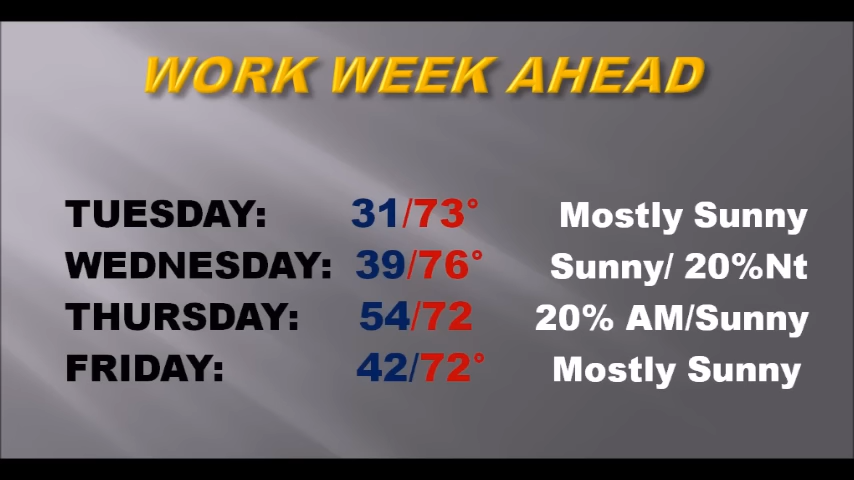 WORK WEEK AHEAD
TUESDAY: 31/73° Mostly Sunny
WEDNESDAY: 39/76° Sunny/ 20%Nt
THURSDAY: 54/72 20% AM/Sunny
FRIDAY: 42/72° Mostly Sunny